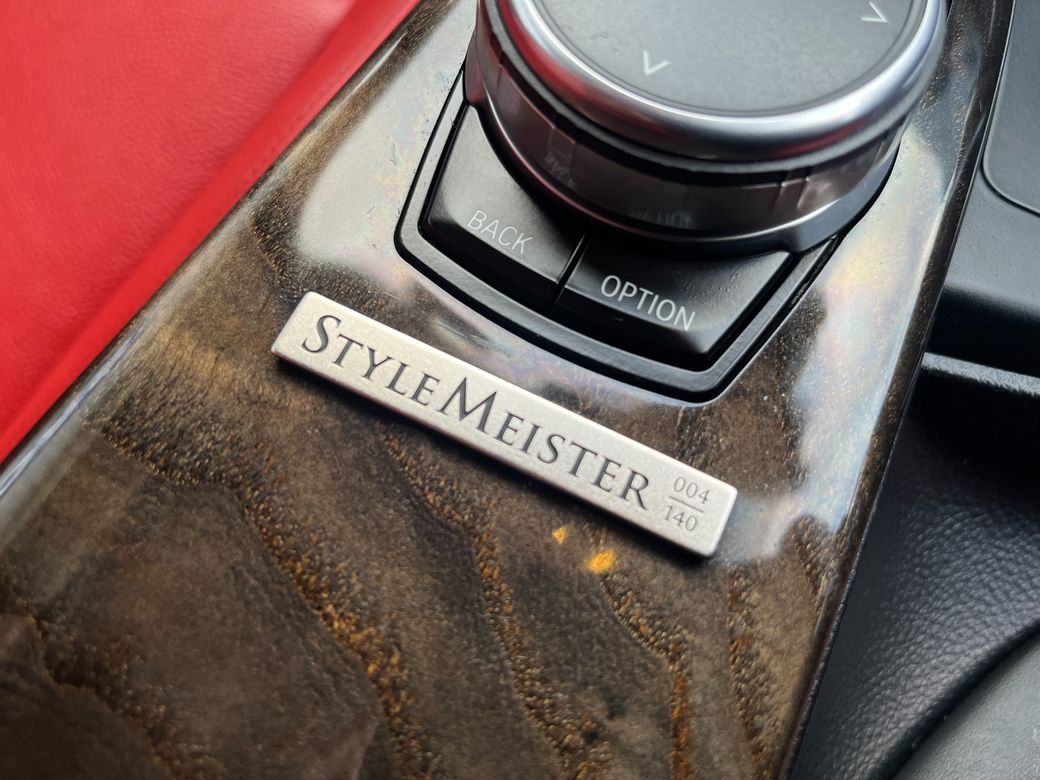 BACK
OPTION
STYLEMEISTER
004
140